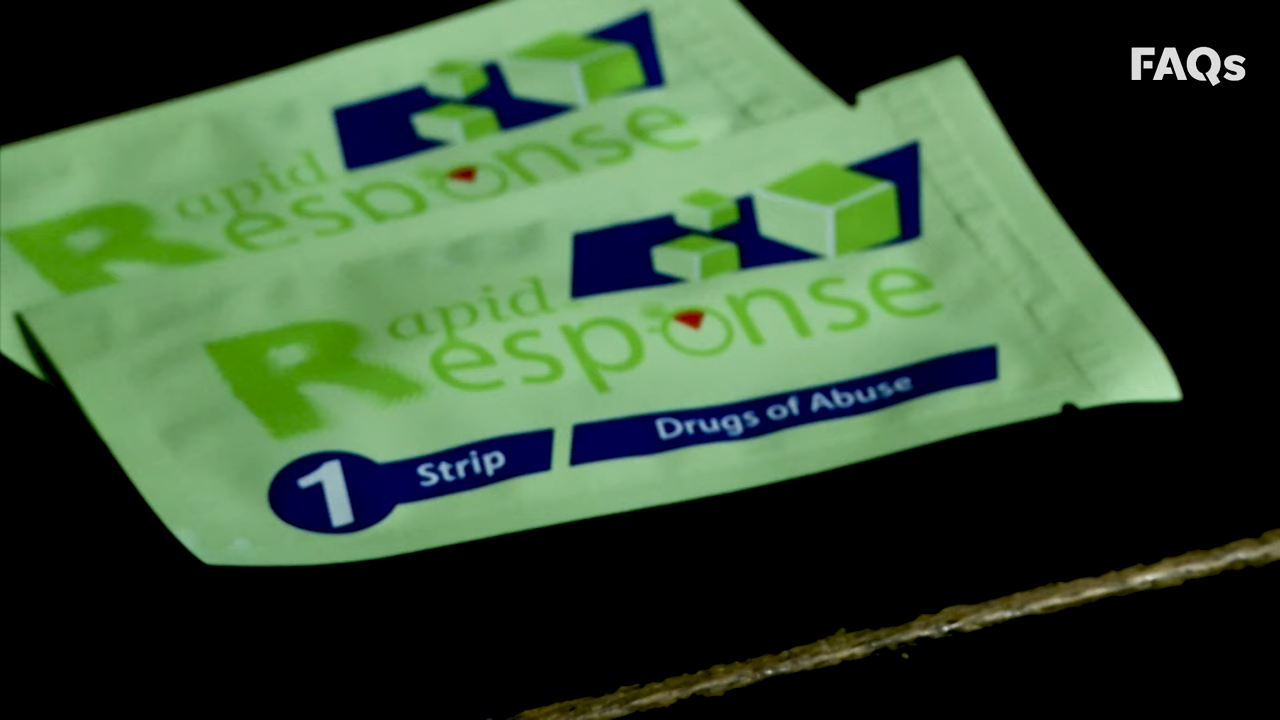 FAQs
Rapid
Response
Rapid
Response
1 Strip Drugs of Abuse